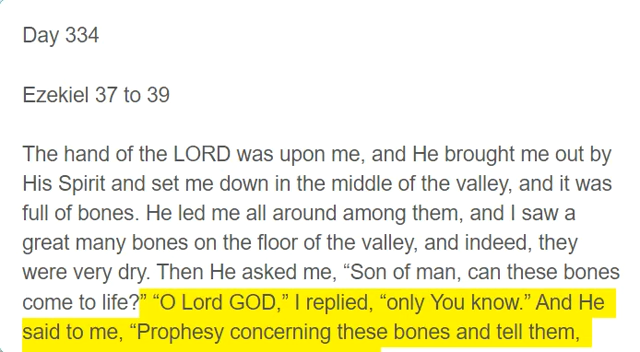 Day 334
Ezekiel 37 to 39
The hand of the LORD was upon me, and He brought me out by
His Spirit and set me down in the middle of the valley, and it was
full of bones. He led me all around among them, and I saw a
great many bones on the floor of the valley, and indeed, they
were very dry. Then He asked me, “Son of man, can these bones
come to life?” “O Lord GOD,” I replied, “only You know.” And He
said to me, “Prophesy concerning these bones and tell them,